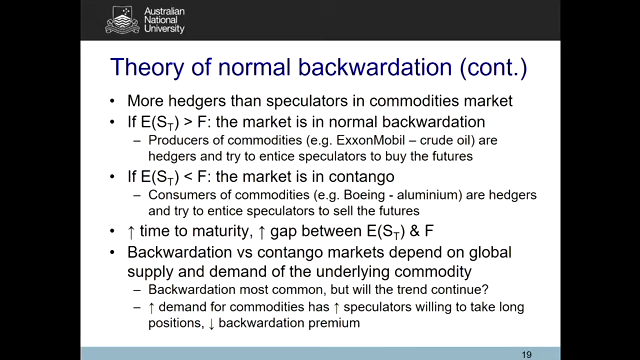 Australian
National
University
Theory of normal backwardation (cont.)
• More hedgers than speculators in commodities market
• If E(S_T) > F: the market is in normal backwardation
– Producers of commodities (e.g. ExxonMobil – crude oil) are
hedgers and try to entice speculators to buy the futures
• If E(S_T) < F: the market is in contango
– Consumers of commodities (e.g. Boeing - aluminium) are hedgers
and try to entice speculators to sell the futures
• ↑ time to maturity, ↑ gap between E(S_T) & F
• Backwardation vs contango markets depend on global
supply and demand of the underlying commodity
– Backwardation most common, but will the trend continue?
– ↑ demand for commodities has ↑ speculators willing to take long
positions, ↓ backwardation premium
19